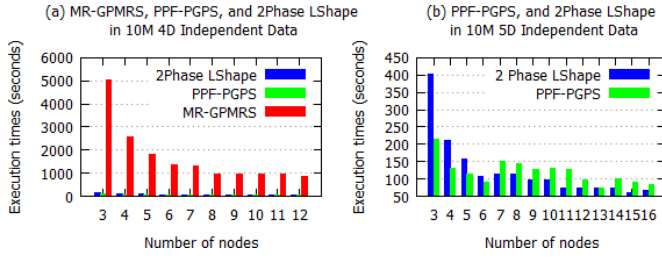 (a) MR-GPMRS, PPF-PGPS, and 2Phase LShape
in 10M 4D Independent Data
Execution times (seconds)
6000
5000
4000
3000
2000
1000
0
2Phase LShape
PPF-PGPS
MR-GPMRS
3 4 5 6 7 8 9 10 11 12
Number of nodes
(b) PPF-PGPS, and 2Phase LShape
in 10M 5D Independent Data
Execution times (seconds)
450
400
350
300
250
200
150
100
50
2 Phase LShape
PPF-PGPS
3 4 5 6 7 8 9 10 11 12 13 14 15 16
Number of nodes